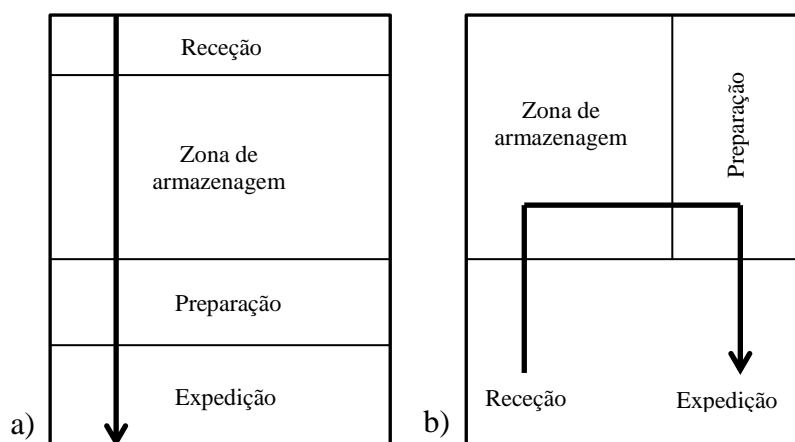 Receção
Zona de
armazenagem
Preparação
Expedição
a)
Zona de
armazenagem
Preparação
Receção
Expedição
b)